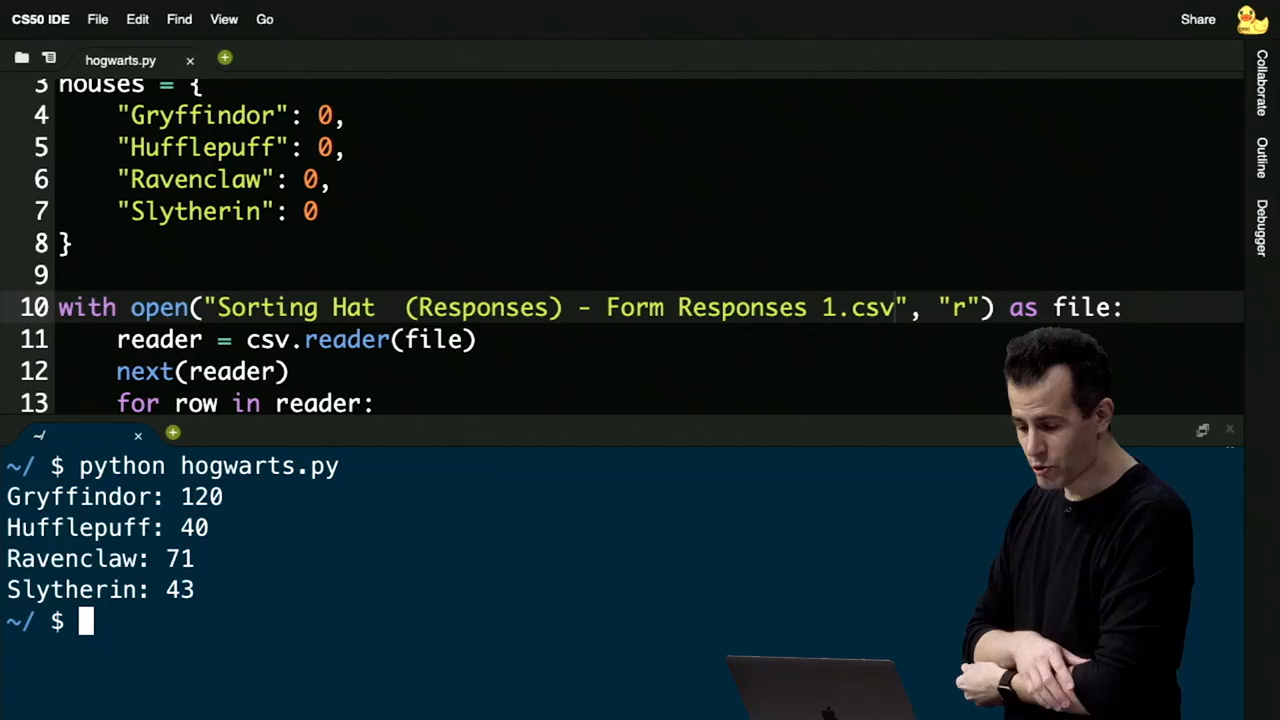 CS50 IDE File Edit Find View Go Share
hogwarts.py
3 houses = {
4 "Gryffindor": 0,
5 "Hufflepuff": 0,
6 "Ravenclaw": 0,
7 "Slytherin": 0
8 }
9
10 with open("Sorting Hat  (Responses) - Form Responses 1.csv", "r") as file:
11 reader = csv.reader(file)
12 next(reader)
13 for row in reader:
Collaborate
Outline
Debugger
~/
~/ $ python hogwarts.py
Gryffindor: 120
Hufflepuff: 40
Ravenclaw: 71
Slytherin: 43
~/ $